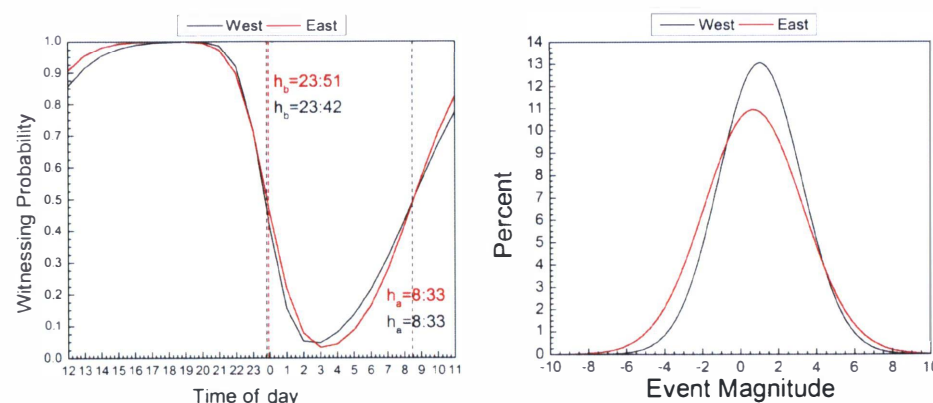 West East
1.0
0.9
0.8
0.7
0.6
0.5
0.4
0.3
0.2
0.1
0.0
Witnessing Probability
h_b=23:51
h_b=23:42
h_a=8:33
h_a=8:33
12 13 14 15 16 17 18 19 20 21 22 23 0 1 2 3 4 5 6 7 8 9 10 11
Time of day
West East
14
13
12
11
10
9
8
7
6
5
4
3
2
1
0
Percent
-10 -8 -6 -4 -2 0 2 4 6 8 10
Event Magnitude